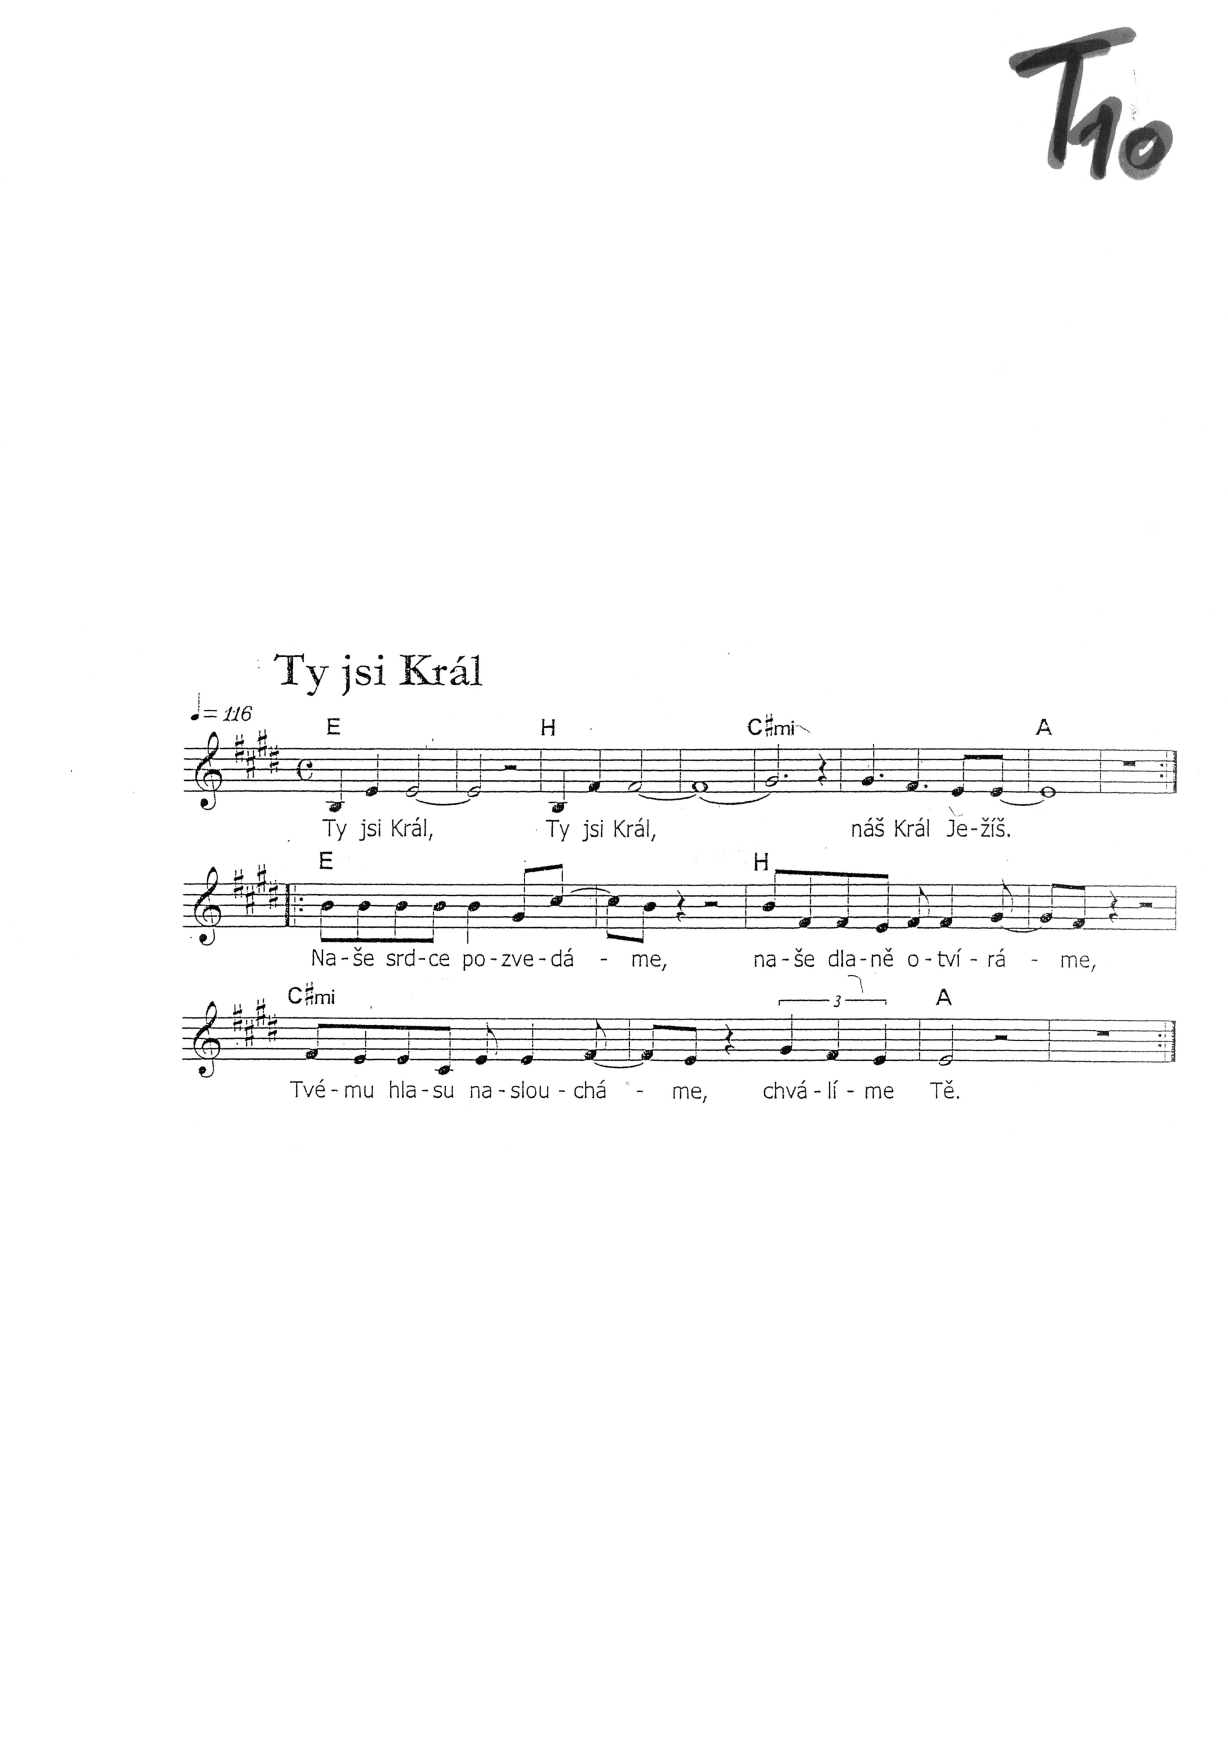 T10
Ty jsi Král
♩= 116
E H C#mi A
Ty jsi Král, Ty jsi Král, náš Král Je-žíš.
E H
Na-še srd-ce po-zve-dá - me, na-še dla-ně o-tví-rá - me,
C#mi 3 A
Tvé-mu hla-su na-slou-chá - me, chvá-lí-me Tě.